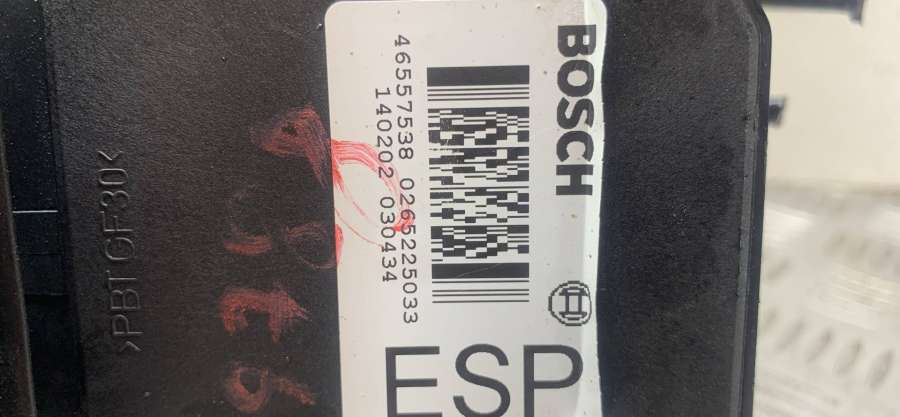 BOSCH
46557538 0265225033
140202 030434
ESP
>PBT GF30<